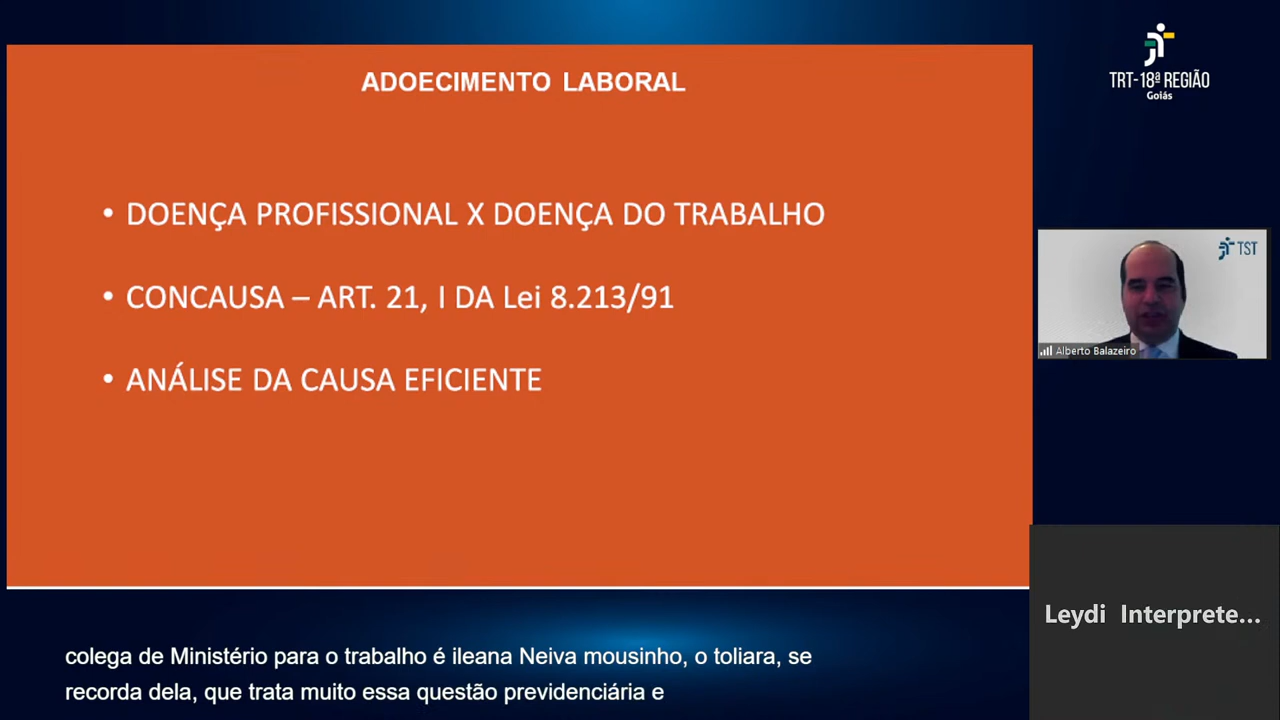 ADOECIMENTO LABORAL
• DOENÇA PROFISSIONAL X DOENÇA DO TRABALHO
• CONCAUSA – ART. 21, I DA Lei 8.213/91
• ANÁLISE DA CAUSA EFICIENTE
TRT-18ª REGIÃO
Goiás
TST
Alberto Balazeiro
Leydi Interprete...
colega de Ministério para o trabalho é ileana Neiva mousinho, o toliara, se
recorda dela, que trata muito essa questão previdenciária e